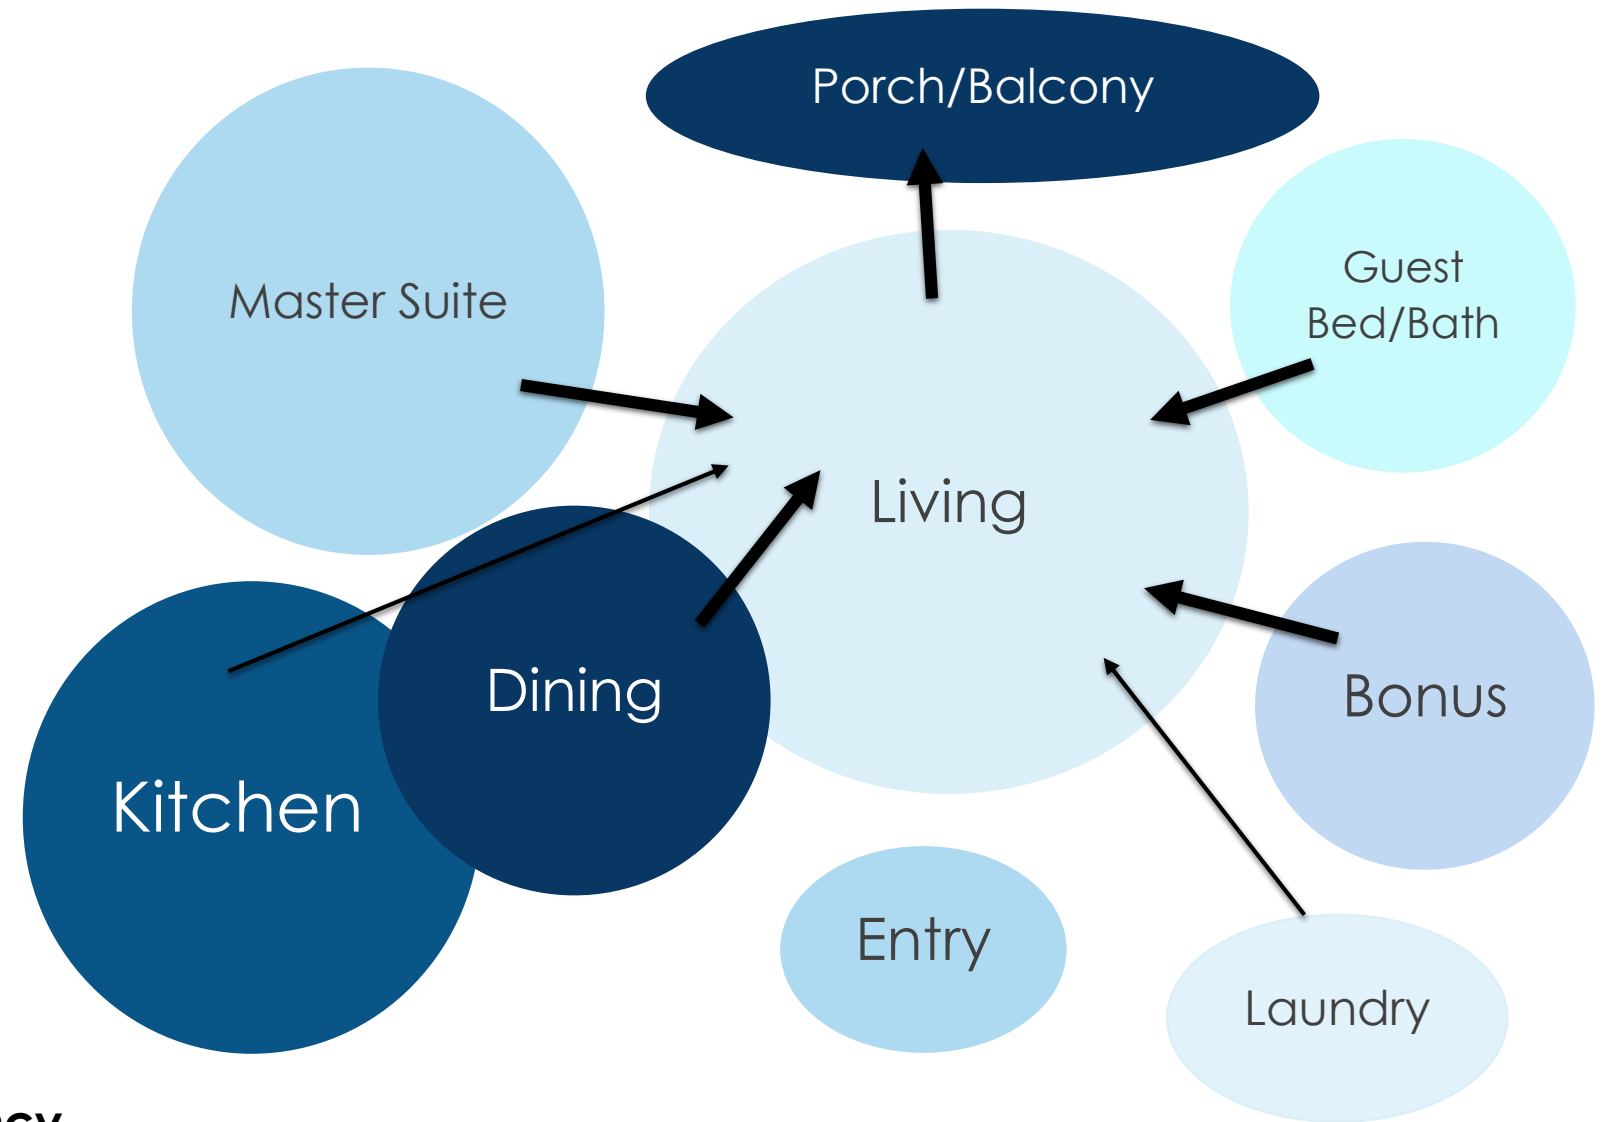 Porch/Balcony
Master Suite
Guest
Bed/Bath
Living
Dining
Bonus
Kitchen
Entry
Laundry